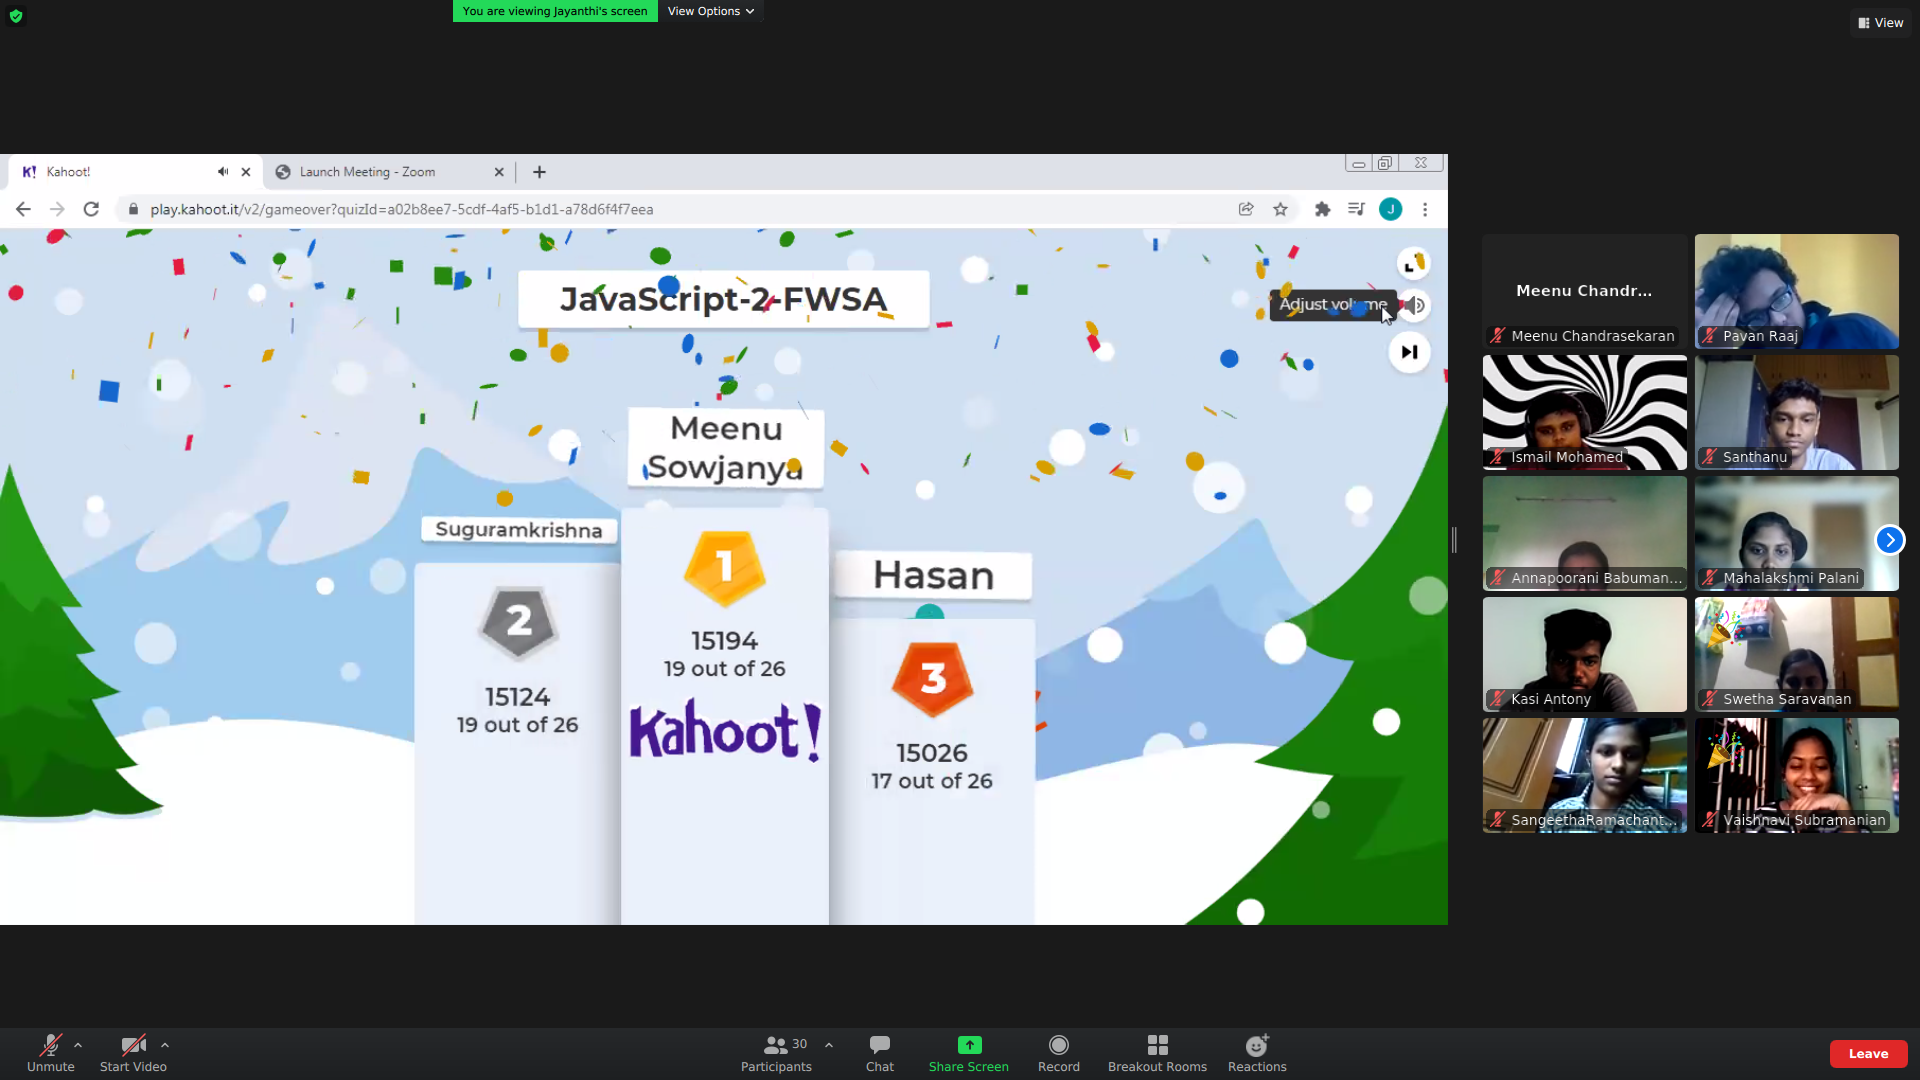 You are viewing Jayanthi's screen
View Options
View
K! Kahoot!
Launch Meeting - Zoom
play.kahoot.it/v2/gameover?quizId=a02b8ee7-5cdf-4af5-b1d1-a78d6f4f7eea
J
JavaScript-2-FWSA
Adjust volume
Meenu
Sowjanya
Suguramkrishna
Hasan
1
15194
19 out of 26
Kahoot!
2
15124
19 out of 26
3
15026
17 out of 26
Meenu Chandr...
Meenu Chandrasekaran
Pavan Raaj
Ismail Mohamed
Santhanu
Annapoorani Babuman...
Mahalakshmi Palani
Kasi Antony
Swetha Saravanan
SangeethaRamachant...
Vaishnavi Subramanian
Unmute
Start Video
30
Participants
Chat
Share Screen
Record
Breakout Rooms
Reactions
Leave